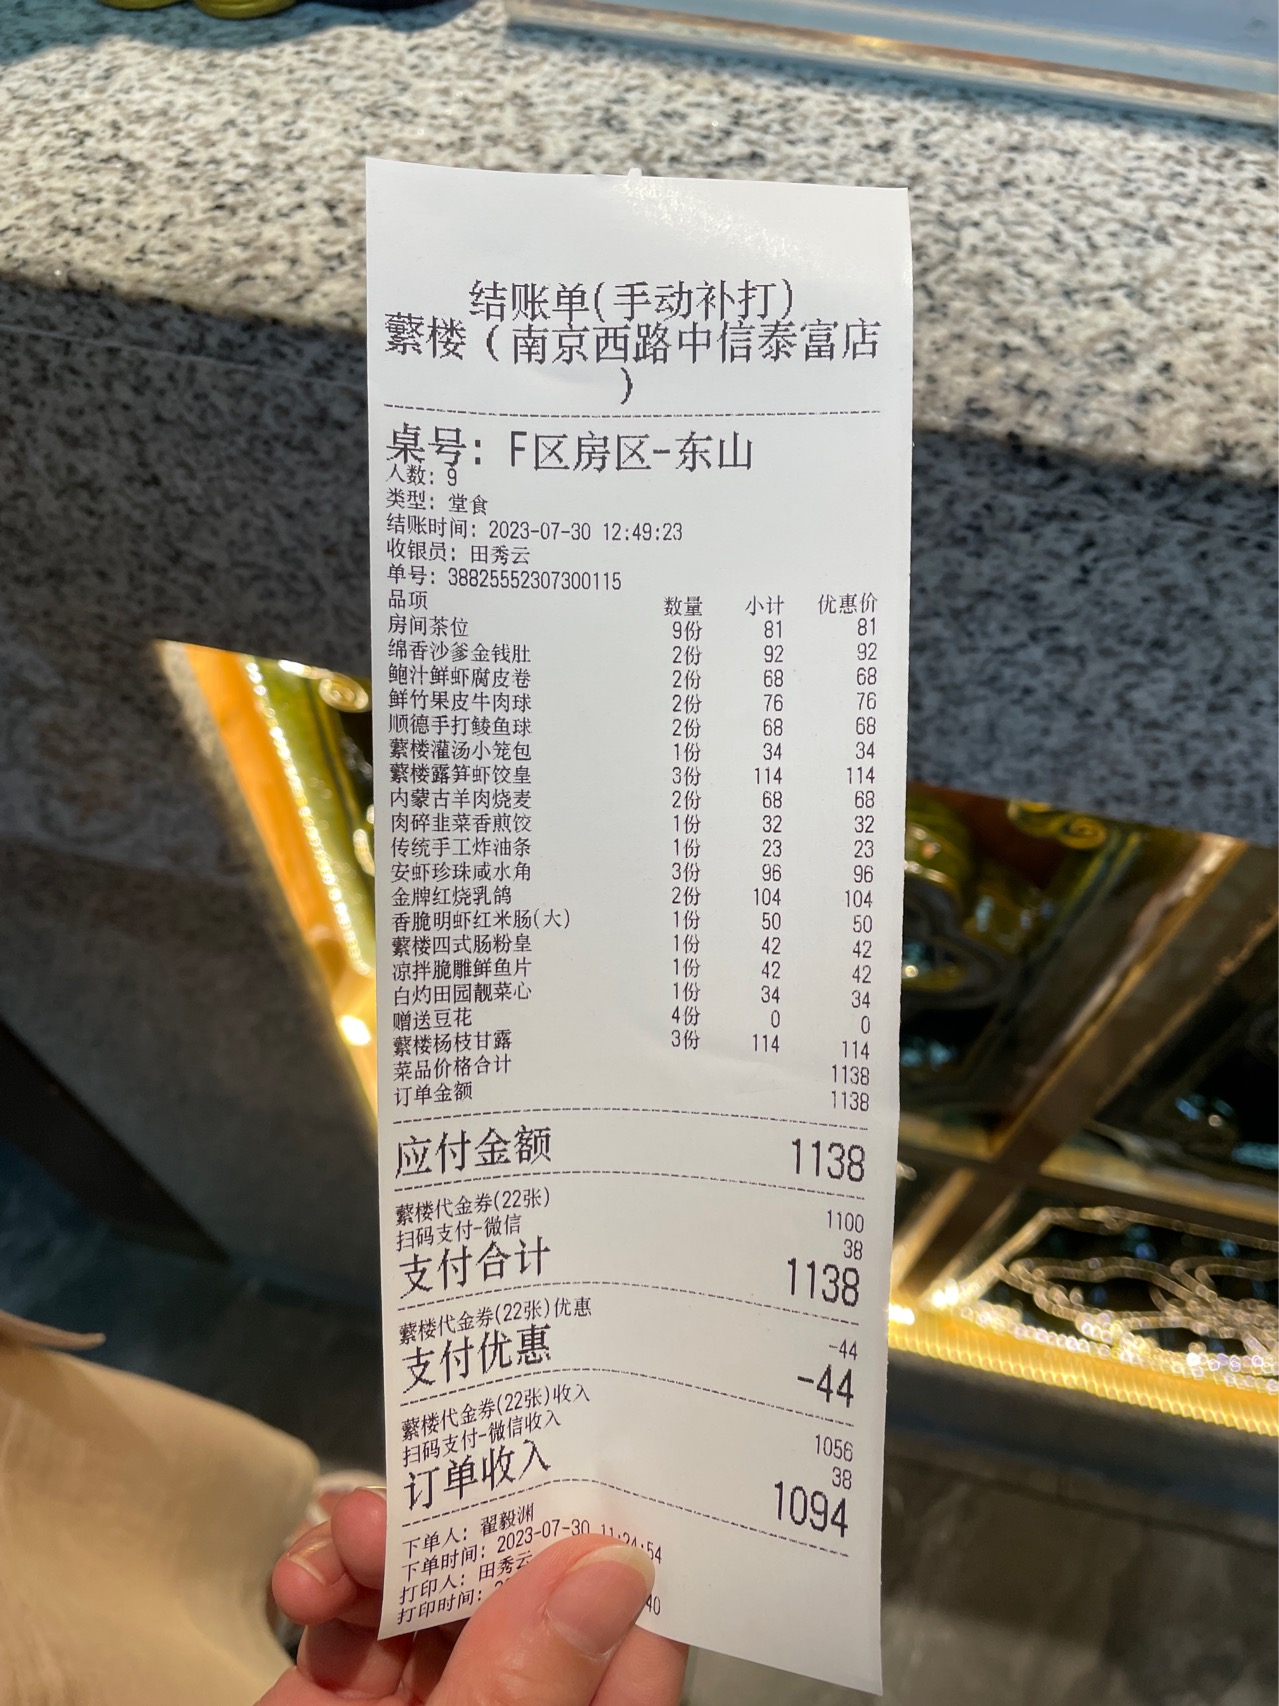 结账单(手动补打)
蘩楼（南京西路中信泰富店
）
桌号: F区房区-东山
人数: 9
类型: 堂食
结账时间: 2023-07-30 12:49:23
收银员: 田秀云
单号: 38825552307300115
品项 数量 小计 优惠价
房间茶位 9份 81 81
绵香沙爹金钱肚 2份 92 92
鲍汁鲜虾腐皮卷 2份 68 68
鲜竹果皮牛肉球 2份 76 76
顺德手打鲮鱼球 2份 68 68
蘩楼灌汤小笼包 1份 34 34
蘩楼露笋虾饺皇 3份 114 114
内蒙古羊肉烧麦 2份 68 68
肉碎韭菜香煎饺 1份 32 32
传统手工炸油条 1份 23 23
安虾珍珠咸水角 3份 96 96
金牌红烧乳鸽 2份 104 104
香脆明虾红米肠(大) 1份 50 50
蘩楼四式肠粉皇 1份 42 42
凉拌脆雕鲜鱼片 1份 42 42
白灼田园靓菜心 1份 34 34
赠送豆花 4份 0 0
蘩楼杨枝甘露 3份 114 114
菜品价格合计 1138
订单金额 1138
应付金额 1138
蘩楼代金券(22张) 1100
扫码支付-微信 38
支付合计 1138
蘩楼代金券(22张)优惠 -44
支付优惠 -44
蘩楼代金券(22张)收入 1056
扫码支付-微信收入 38
订单收入 1094
下单人: 翟毅渊
下单时间: 2023-07-30 11:24:54
打印人: 田秀云
打印时间: 40